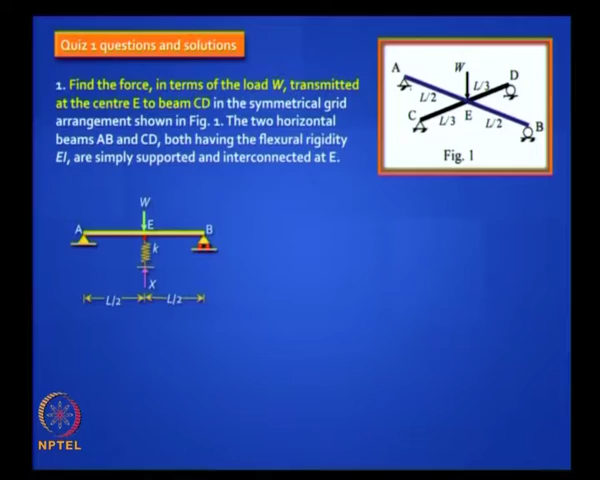 Quiz 1 questions and solutions
1. Find the force, in terms of the load W, transmitted
at the centre E to beam CD in the symmetrical grid
arrangement shown in Fig. 1. The two horizontal
beams AB and CD, both having the flexural rigidity
EI, are simply supported and interconnected at E.
A W L/3 D
L/2
C L/3 E L/2 B
Fig. 1
W
A E B
k
X
L/2 L/2
NPTEL